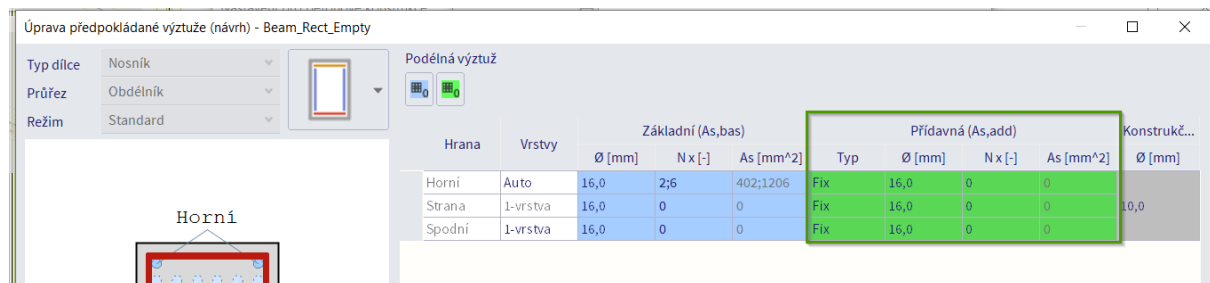 Úprava předpokládané výztuže (návrh) - Beam_Rect_Empty
Typ dílce Nosník
Průřez Obdélník
Režim Standard
Podélná výztuž
0 0
Hrana Vrstvy Základní (As,bas) Přídavná (As,add) Konstrukč...
Ø [mm] N x [-] As [mm^2] Typ Ø [mm] N x [-] As [mm^2] Ø [mm]
Horní Auto 16,0 2;6 402;1206 Fix 16,0 0 0
Strana 1-vrstva 16,0 0 0 Fix 16,0 0 0 10,0
Spodní 1-vrstva 16,0 0 0 Fix 16,0 0 0
Horní